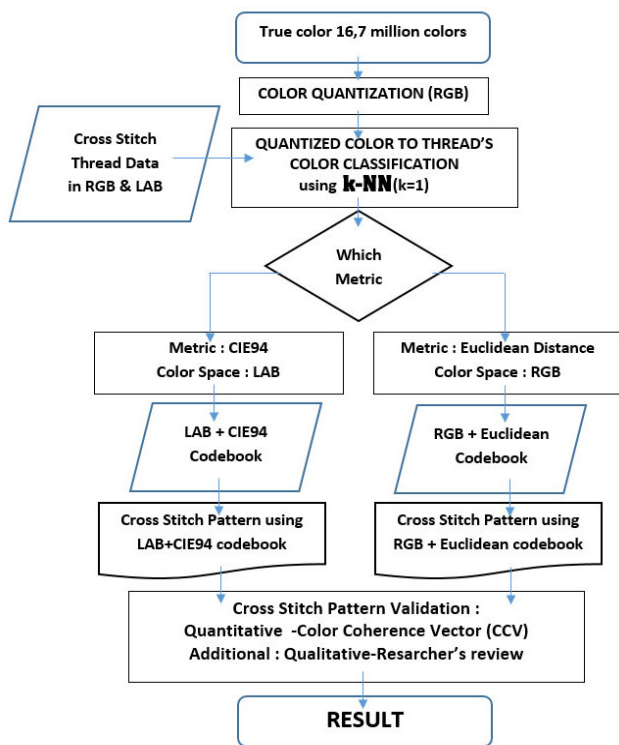 True color 16,7 million colors
COLOR QUANTIZATION (RGB)
Cross Stitch
Thread Data
in RGB & LAB
QUANTIZED COLOR TO THREAD'S
COLOR CLASSIFICATION
using k-NN(k=1)
Which
Metric
Metric : CIE94
Color Space : LAB
Metric : Euclidean Distance
Color Space : RGB
LAB + CIE94
Codebook
RGB + Euclidean
Codebook
Cross Stitch Pattern using
LAB+CIE94 codebook
Cross Stitch Pattern using
RGB + Euclidean codebook
Cross Stitch Pattern Validation :
Quantitative -Color Coherence Vector (CCV)
Additional : Qualitative-Resarcher's review
RESULT